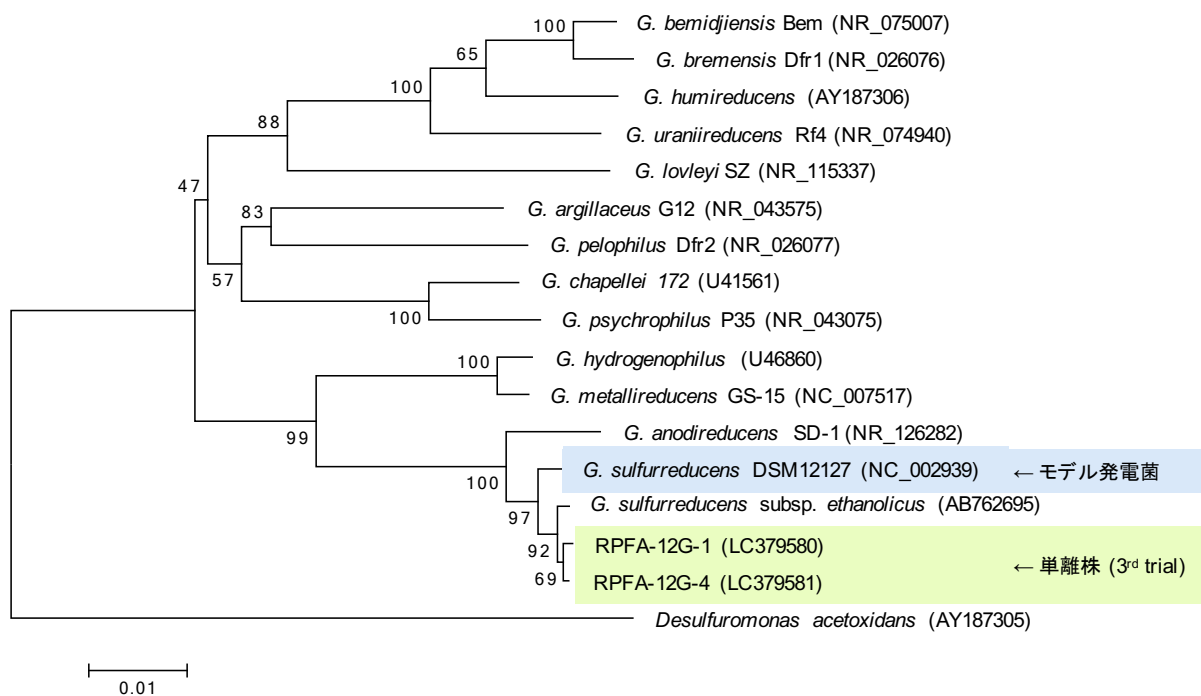 G. bemidjiensis Bem (NR_075007)
100
G. bremensis Dfr1 (NR_026076)
65
G. humireducens (AY187306)
100
G. uraniireducens Rf4 (NR_074940)
88
G. lovleyi SZ (NR_115337)
47
G. argillaceus G12 (NR_043575)
83
G. pelophilus Dfr2 (NR_026077)
57
G. chapellei 172 (U41561)
100
G. psychrophilus P35 (NR_043075)
G. hydrogenophilus (U46860)
100
G. metallireducens GS-15 (NC_007517)
99
G. anodireducens SD-1 (NR_126282)
100
G. sulfurreducens DSM12127 (NC_002939) ← モデル発電菌
97
G. sulfurreducens subsp. ethanolicus (AB762695)
92
RPFA-12G-1 (LC379580)
← 単離株 (3rd trial)
69
RPFA-12G-4 (LC379581)
Desulfuromonas acetoxidans (AY187305)
0.01